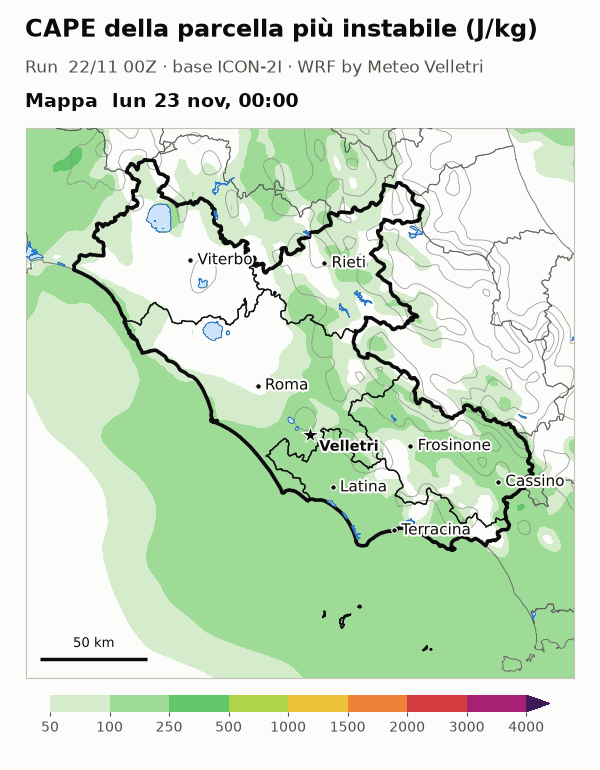 CAPE della parcella più instabile (J/kg)
Run  22/11 00Z · base ICON-2I · WRF by Meteo Velletri
Mappa  lun 23 nov, 00:00
Viterbo
Rieti
Roma
Velletri
Frosinone
Latina
Cassino
Terracina
50 km
50 100 250 500 1000 1500 2000 3000 4000